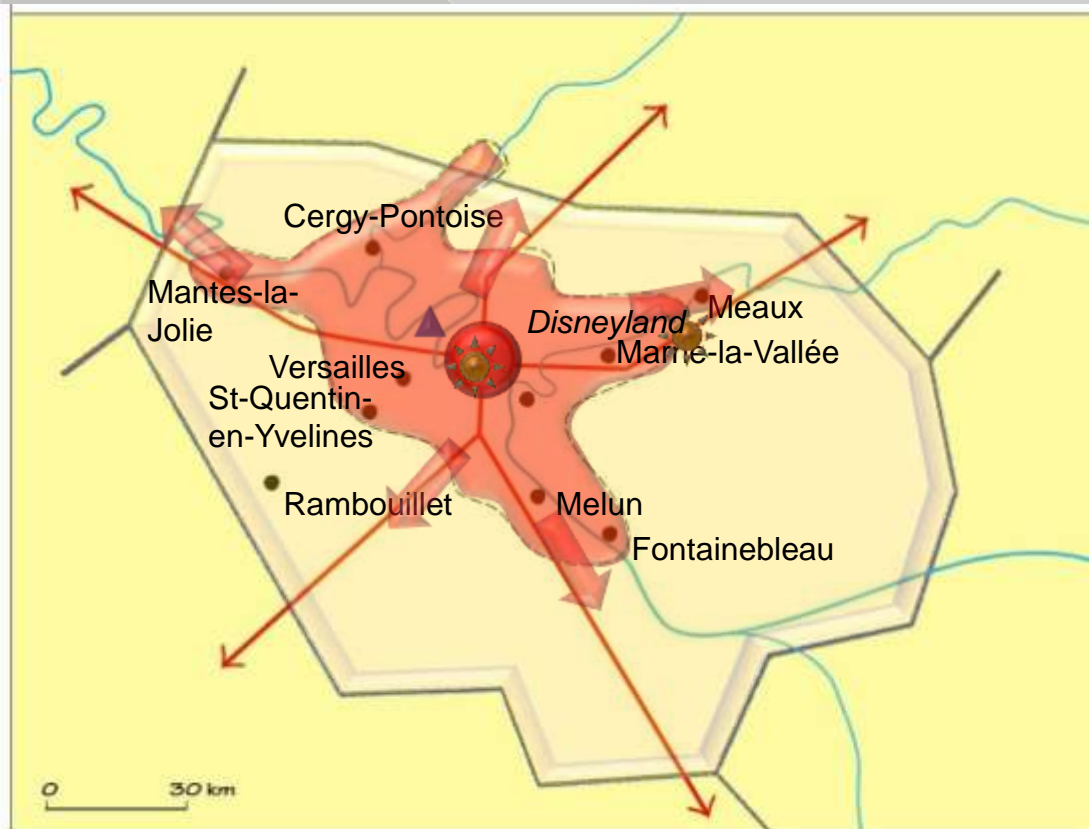 Cergy-Pontoise
Mantes-la-
Jolie
Disneyland
Meaux
Marne-la-Vallée
Versailles
St-Quentin-
en-Yvelines
Rambouillet
Melun
Fontainebleau
0 30 km